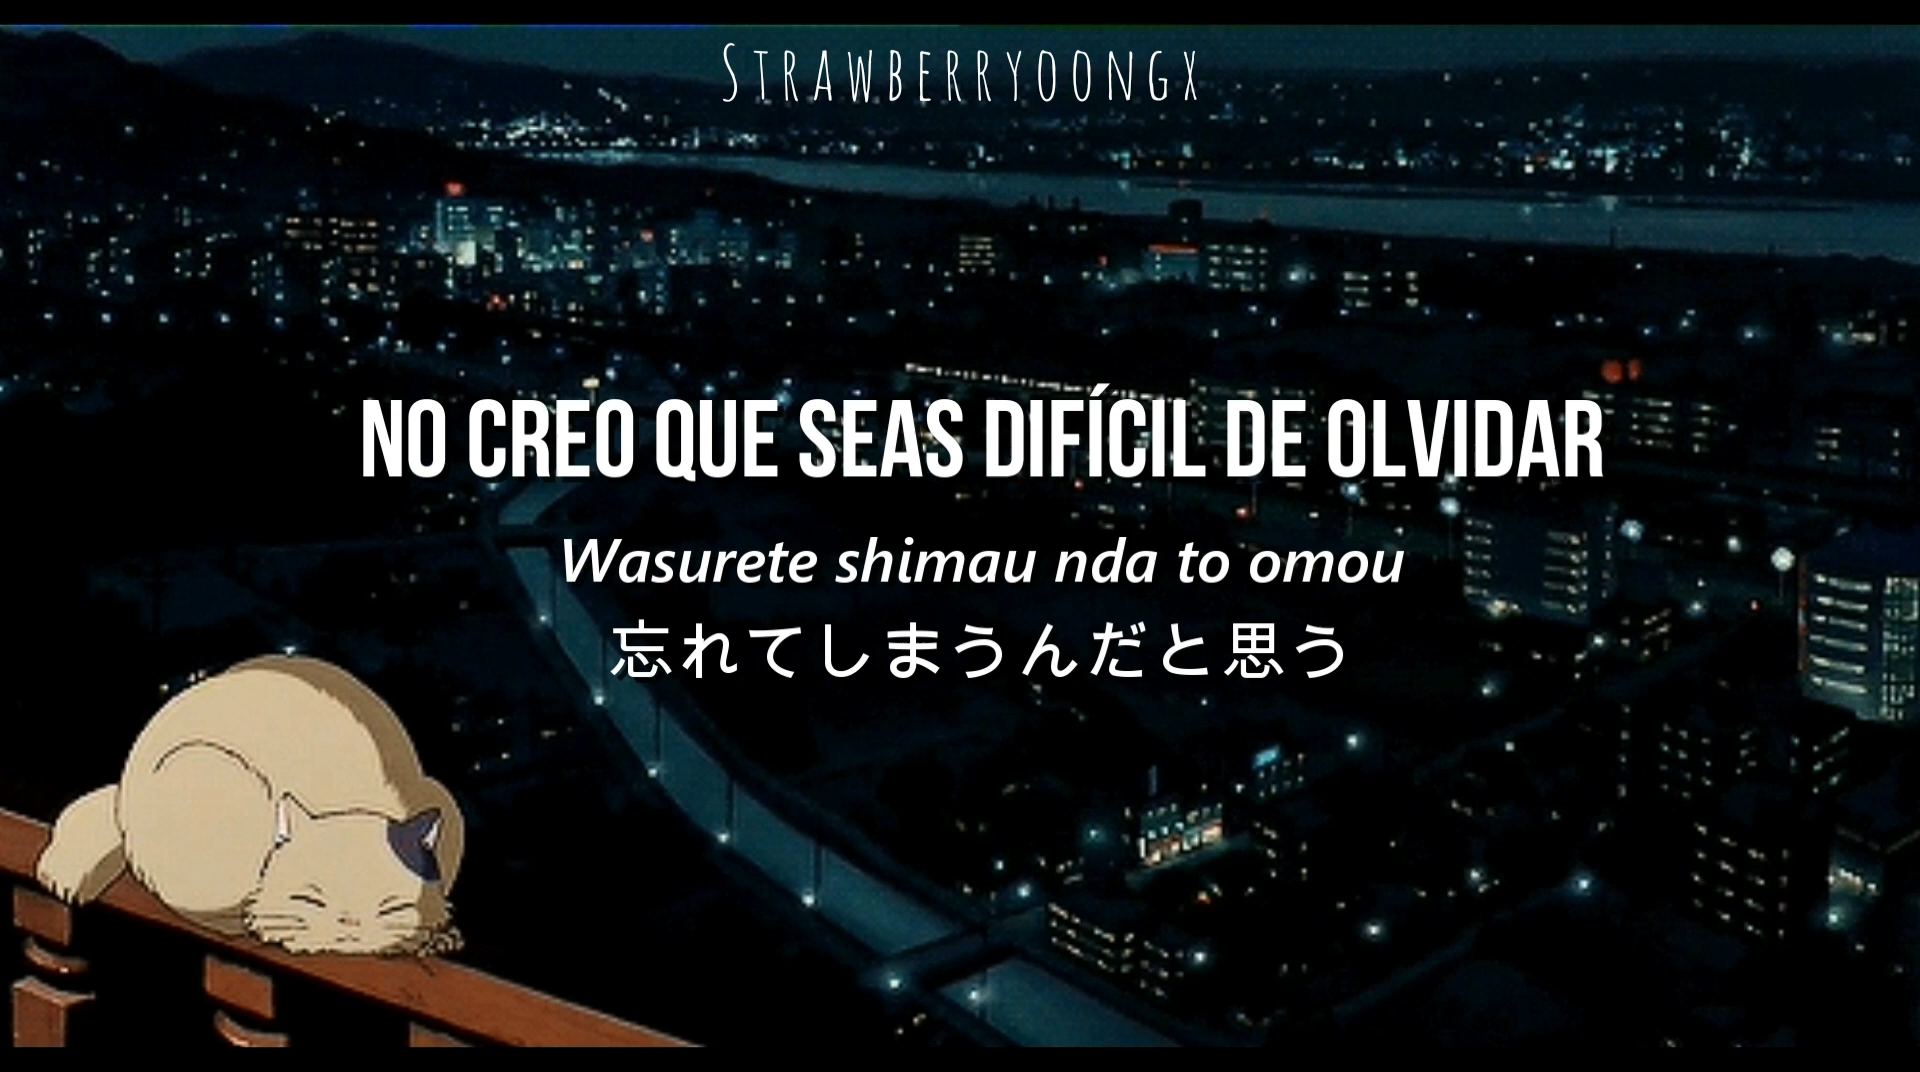 STRAWBERRYOONGX
NO CREO QUE SEAS DIFÍCIL DE OLVIDAR
Wasurete shimau nda to omou
忘れてしまうんだと思う